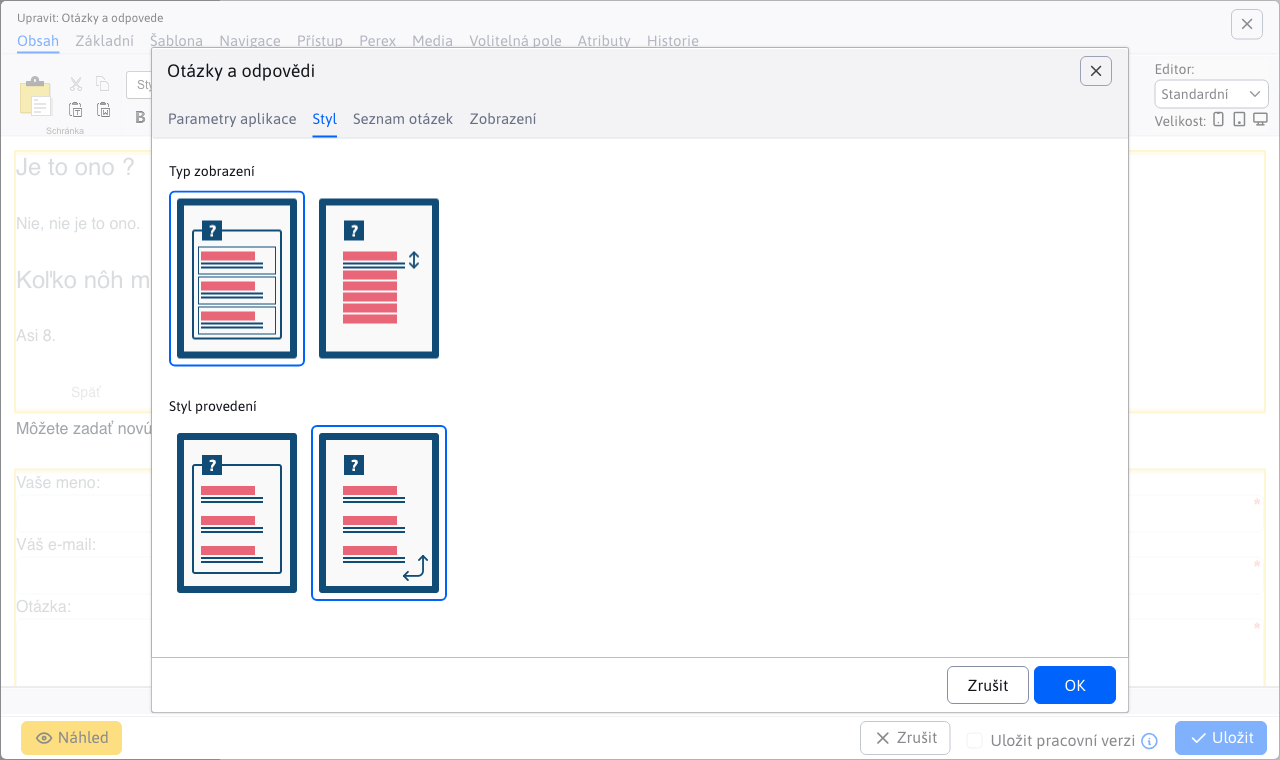 Upravit: Otázky a odpovede
Obsah Základní Šablona Navigace Přístup Perex Media Volitelná pole Atributy Historie
Schránka
B
Editor:
Standardní
Velikost:
Otázky a odpovědi
Parametry aplikace Styl Seznam otázek Zobrazení
Typ zobrazení
?
?
Styl provedení
?
?
Zrušit OK
Je to ono ?
Nie, nie je to ono.
Koľko nôh m
Asi 8.
Späť
Môžete zadať novú
Vaše meno:
*
Váš e-mail:
*
Otázka:
*
Náhled Zrušit Uložit pracovní verzi Uložit